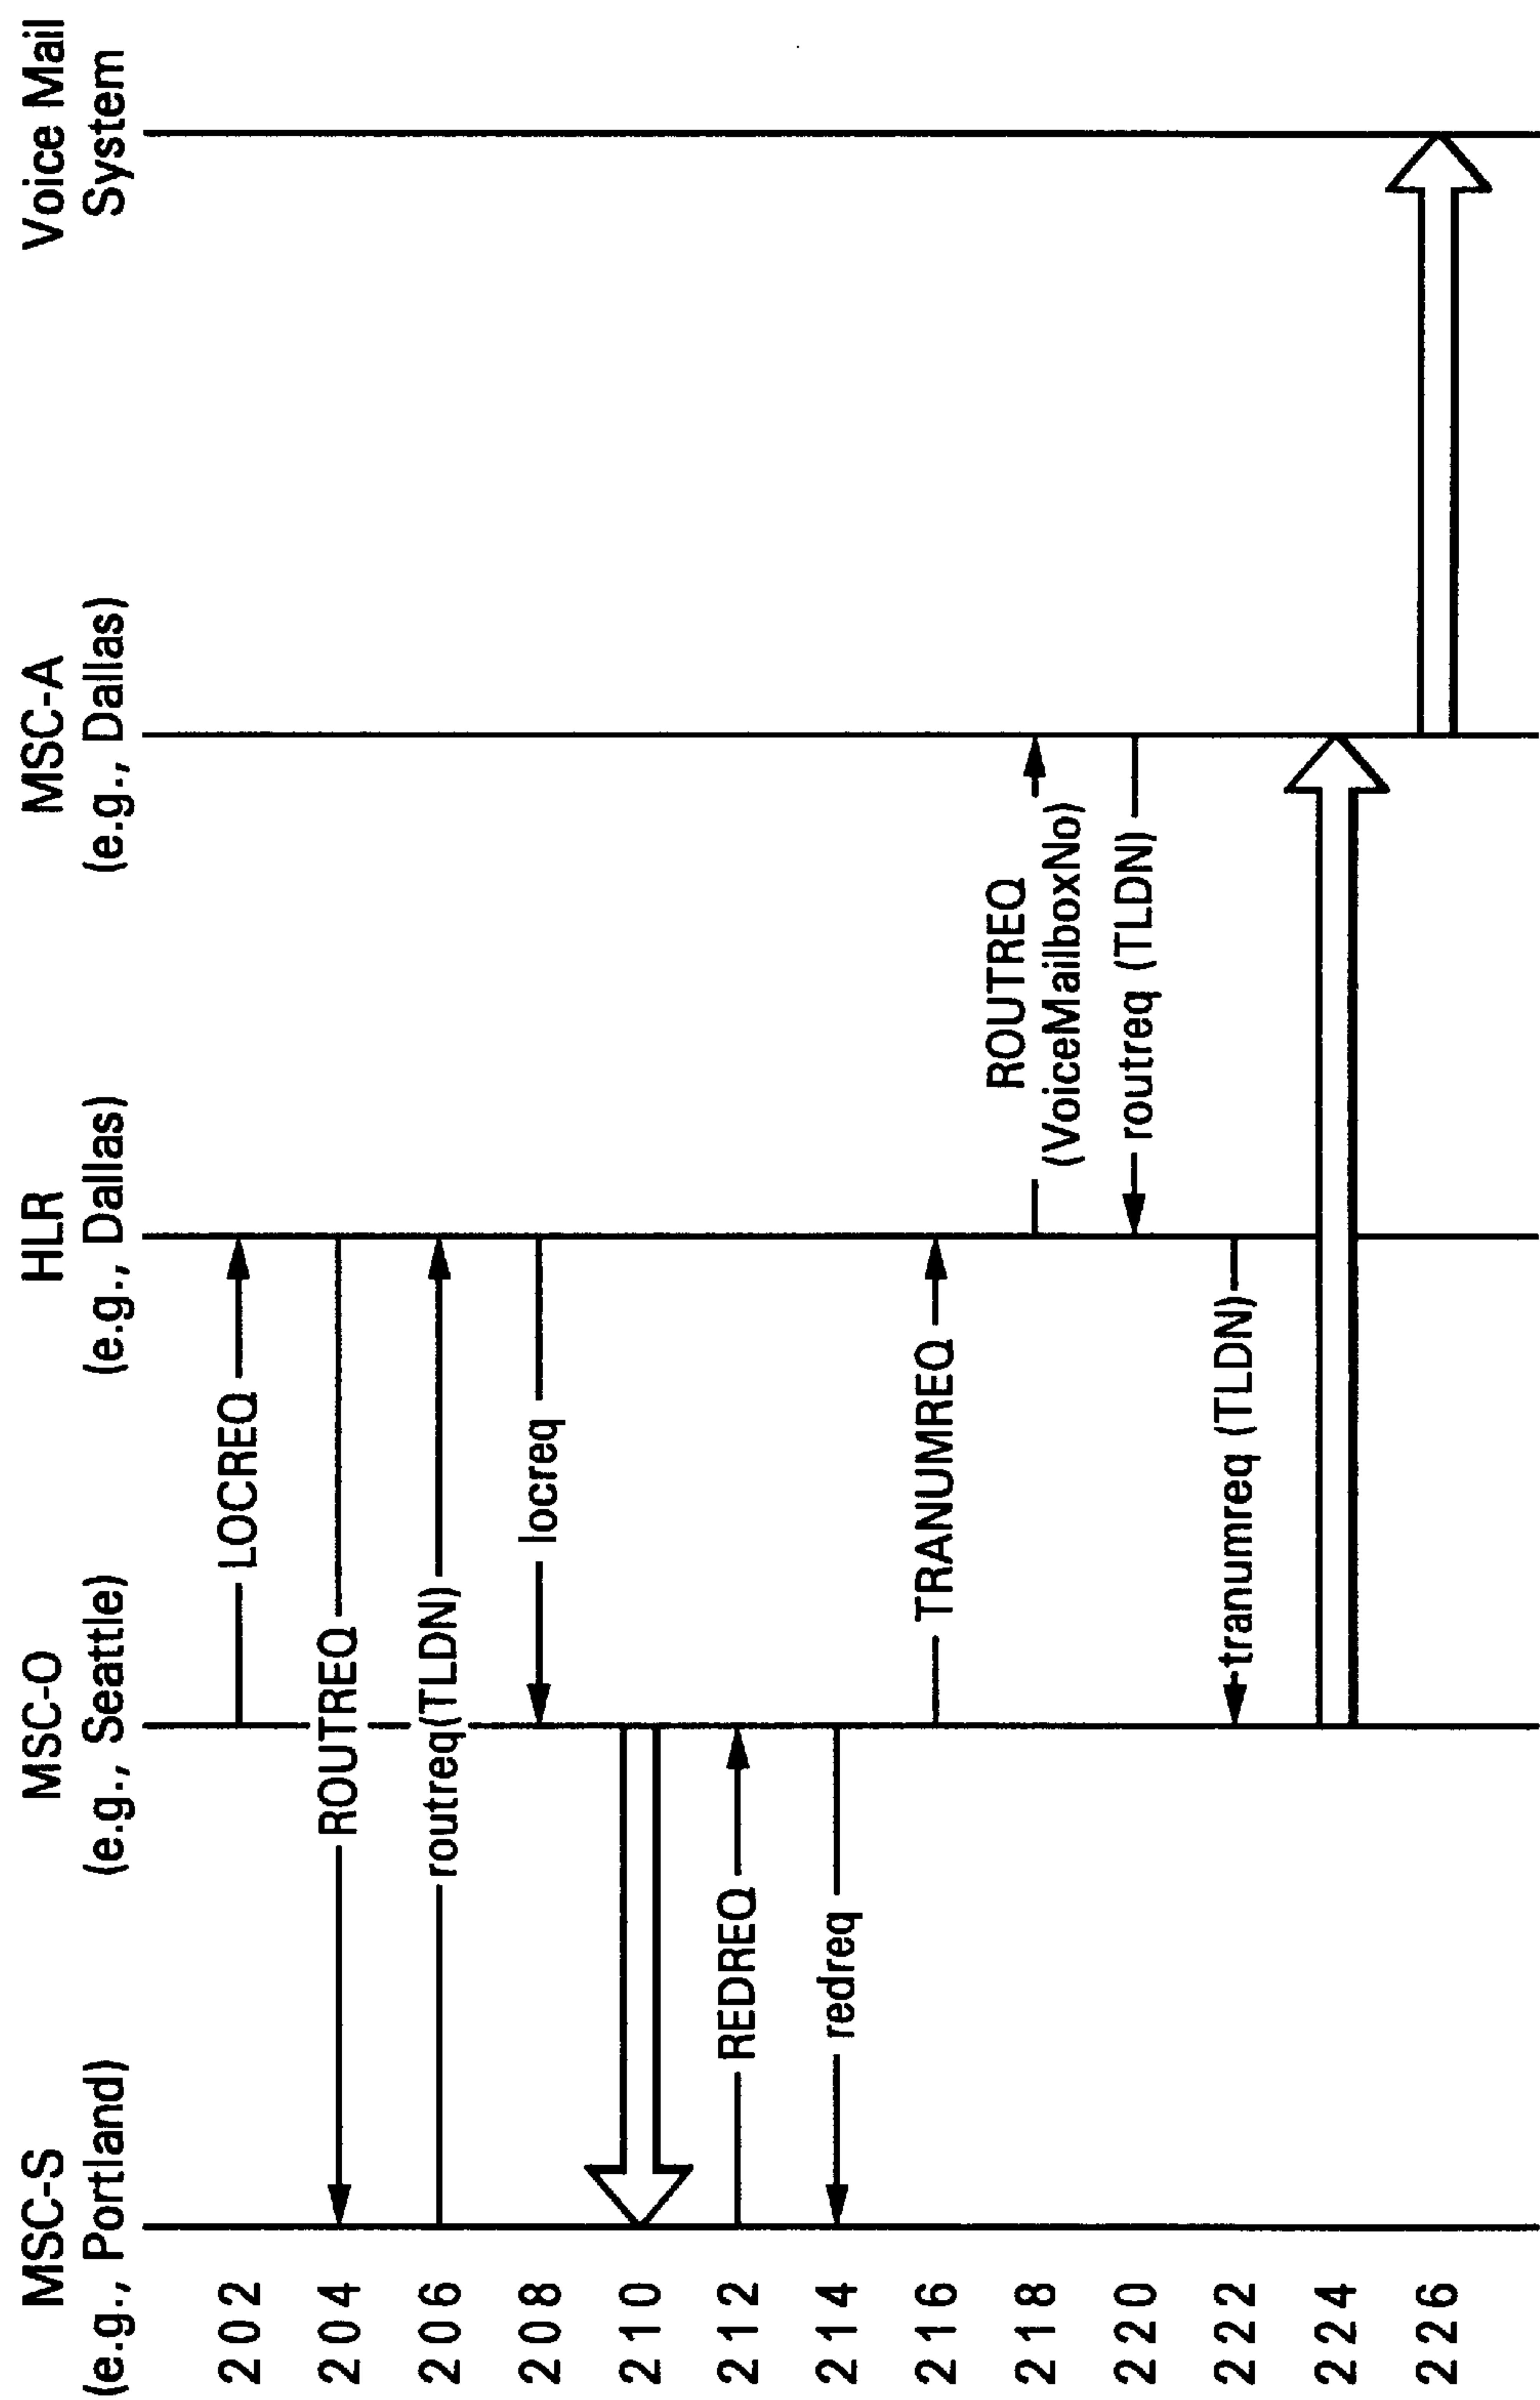 MSC-S
(e.g., Portland)
MSC-O
(e.g., Seattle)
HLR
(e.g., Dallas)
MSC-A
(e.g., Dallas)
Voice Mail
System
202
LOCREQ
204
ROUTREQ
206
routreq(TLDN)
208
locreq
210
212
REDREQ
214
redreq
216
TRANUMREQ
218
ROUTREQ
(VoiceMailboxNo)
220
routreq (TLDN)
222
tranumreq (TLDN)
224
226